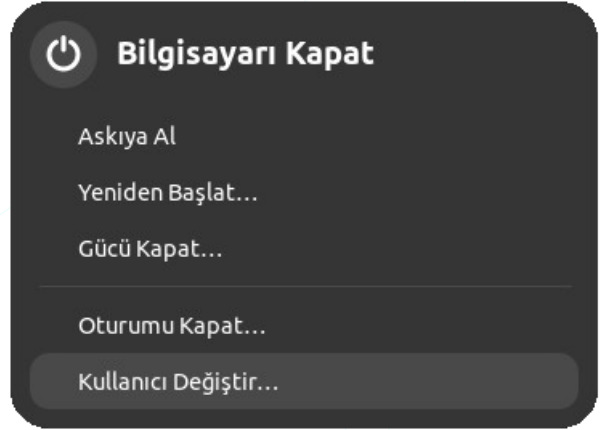 Bilgisayarı Kapat
Askıya Al
Yeniden Başlat...
Gücü Kapat...
Oturumu Kapat...
Kullanıcı Değiştir...